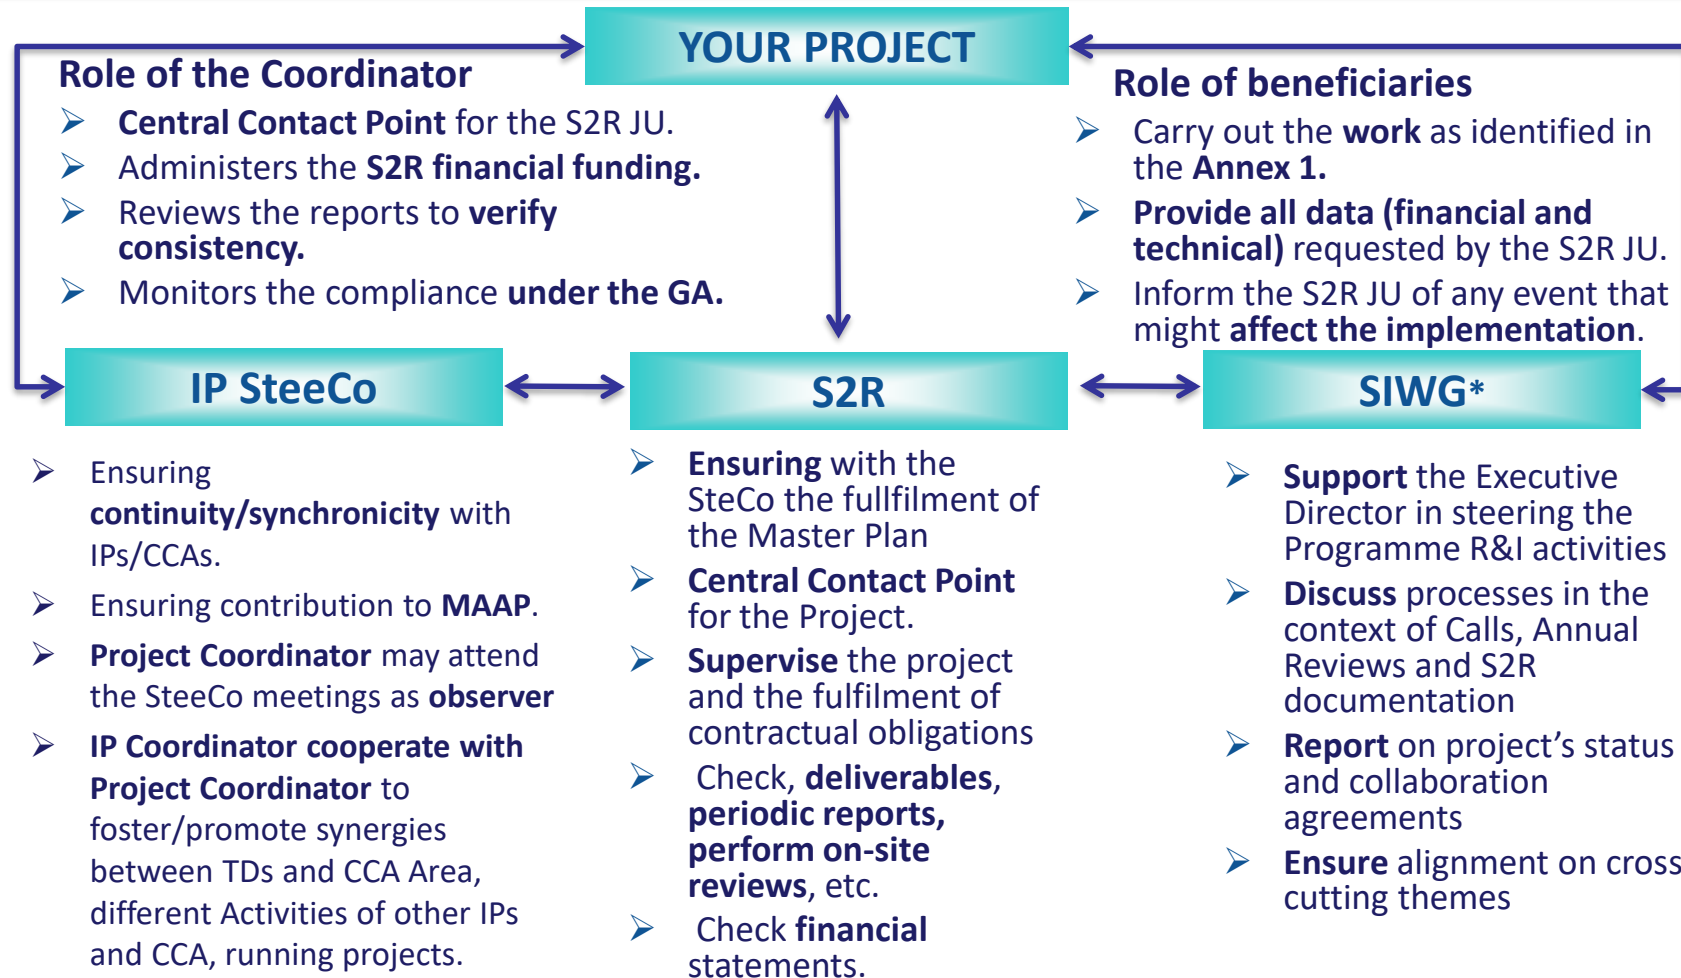 YOUR PROJECT
Role of the Coordinator
➢ Central Contact Point for the S2R JU.
➢ Administers the S2R financial funding.
➢ Reviews the reports to verify
consistency.
➢ Monitors the compliance under the GA.
Role of beneficiaries
➢ Carry out the work as identified in
the Annex 1.
➢ Provide all data (financial and
technical) requested by the S2R JU.
➢ Inform the S2R JU of any event that
might affect the implementation.
IP SteeCo
➢ Ensuring
continuity/synchronicity with
IPs/CCAs.
➢ Ensuring contribution to MAAP.
➢ Project Coordinator may attend
the SteeCo meetings as observer
➢ IP Coordinator cooperate with
Project Coordinator to
foster/promote synergies
between TDs and CCA Area,
different Activities of other IPs
and CCA, running projects.
S2R
➢ Ensuring with the
SteCo the fullfilment of
the Master Plan
➢ Central Contact Point
for the Project.
➢ Supervise the project
and the fulfilment of
contractual obligations
➢ Check, deliverables,
periodic reports,
perform on-site
reviews, etc.
➢ Check financial
statements.
SIWG*
➢ Support the Executive
Director in steering the
Programme R&I activities
➢ Discuss processes in the
context of Calls, Annual
Reviews and S2R
documentation
➢ Report on project’s status
and collaboration
agreements
➢ Ensure alignment on cross
cutting themes